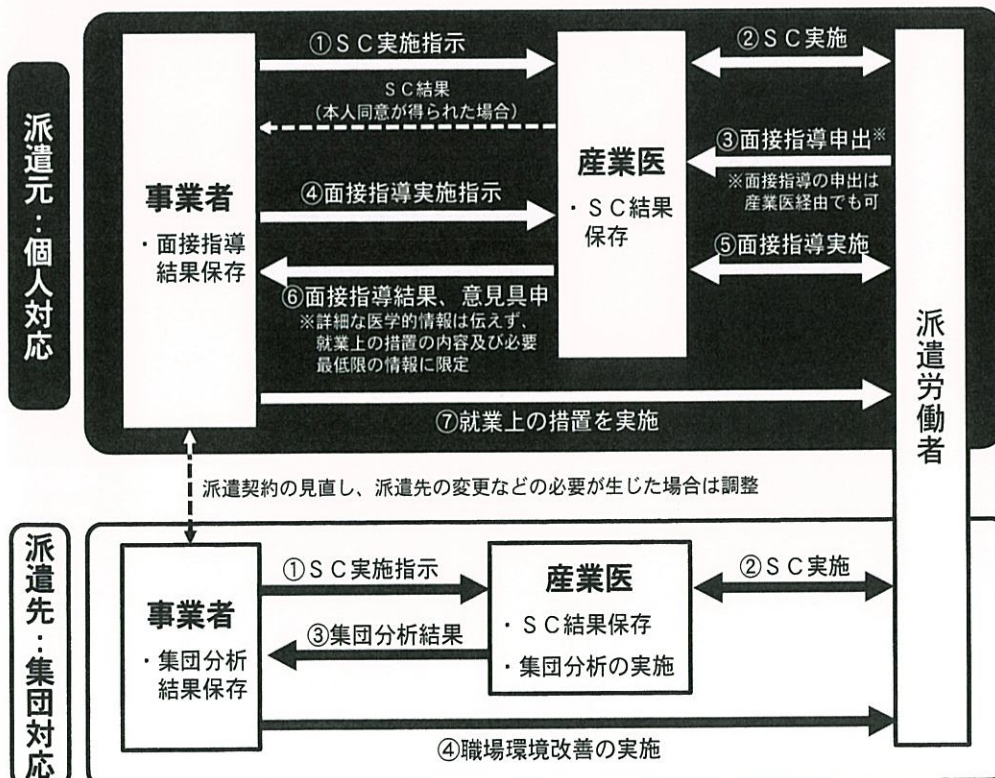 派遣元：個人対応
事業者
・面接指導
結果保存
①ＳＣ実施指示
ＳＣ結果
（本人同意が得られた場合）
④面接指導実施指示
⑥面接指導結果、意見具申
※詳細な医学的情報は伝えず、
就業上の措置の内容及び必要
最低限の情報に限定
産業医
・ＳＣ結果
保存
②ＳＣ実施
③面接指導申出※
※面接指導の申出は
産業医経由でも可
⑤面接指導実施
⑦就業上の措置を実施
派遣労働者
派遣契約の見直し、派遣先の変更などの必要が生じた場合は調整
派遣先：集団対応
事業者
・集団分析
結果保存
①ＳＣ実施指示
③集団分析結果
産業医
・ＳＣ結果保存
・集団分析の実施
②ＳＣ実施
④職場環境改善の実施